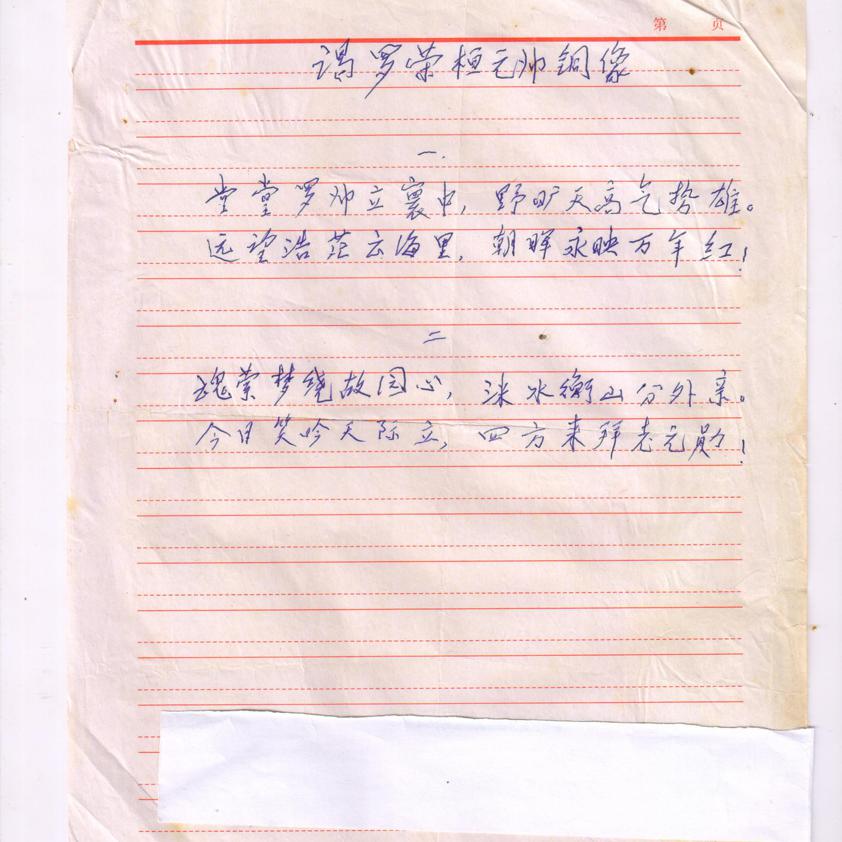 第 页
谒罗荣桓元帅铜像
一.
堂堂罗帅立寰中，野旷天高气势雄。
远望浩茫云海里，朝晖永映万年红！
二
魂萦梦绕故园心，洣水衡山分外亲。
今日笑吟天际立，四方来拜老元勋！